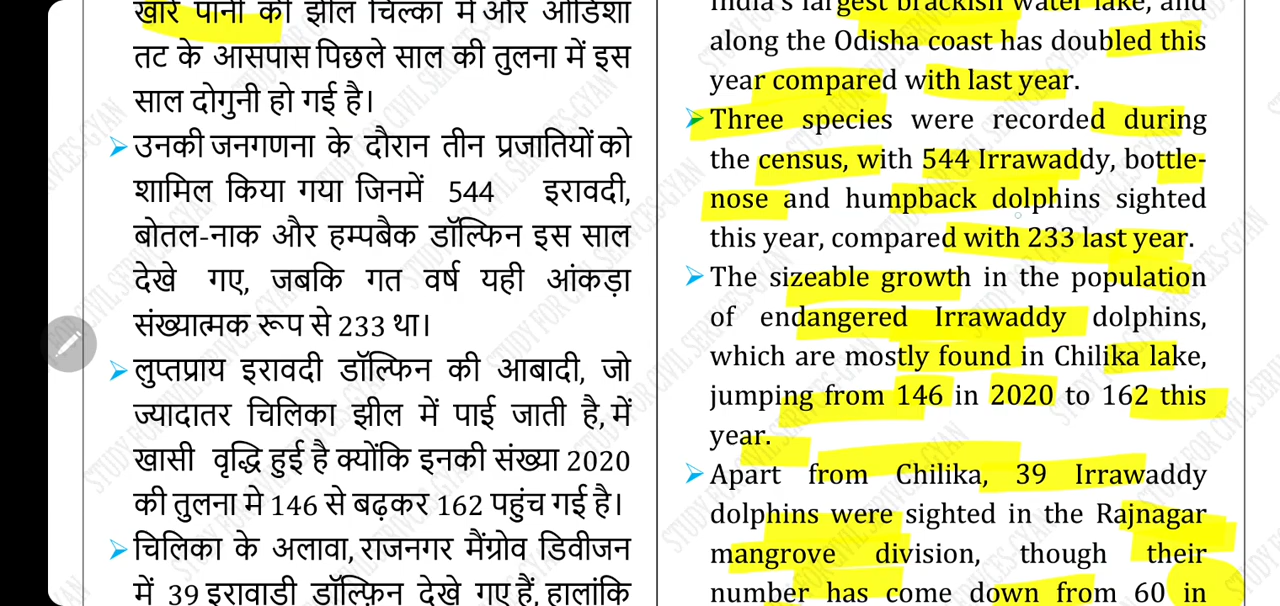 खारे पानी की झील चिल्का में और ओडिशा
तट के आसपास पिछले साल की तुलना में इस
साल दोगुनी हो गई है।
➢ उनकी जनगणना के दौरान तीन प्रजातियों को
शामिल किया गया जिनमें 544 इरावदी,
बोतल-नाक और हम्पबैक डॉल्फिन इस साल
देखे गए, जबकि गत वर्ष यही आंकड़ा
संख्यात्मक रूप से 233 था।
➢ लुप्तप्राय इरावदी डॉल्फिन की आबादी, जो
ज्यादातर चिलिका झील में पाई जाती है, में
खासी वृद्धि हुई है क्योंकि इनकी संख्या 2020
की तुलना मे 146 से बढ़कर 162 पहुंच गई है।
➢ चिलिका के अलावा, राजनगर मैंग्रोव डिवीजन
में 39 इरावाडी डॉल्फ़िन देखे गए हैं, हालांकि
India's largest brackish water lake, and
along the Odisha coast has doubled this
year compared with last year.
➢ Three species were recorded during
the census, with 544 Irrawaddy, bottle-
nose and humpback dolphins sighted
this year, compared with 233 last year.
➢ The sizeable growth in the population
of endangered Irrawaddy dolphins,
which are mostly found in Chilika lake,
jumping from 146 in 2020 to 162 this
year.
➢ Apart from Chilika, 39 Irrawaddy
dolphins were sighted in the Rajnagar
mangrove division, though their
number has come down from 60 in